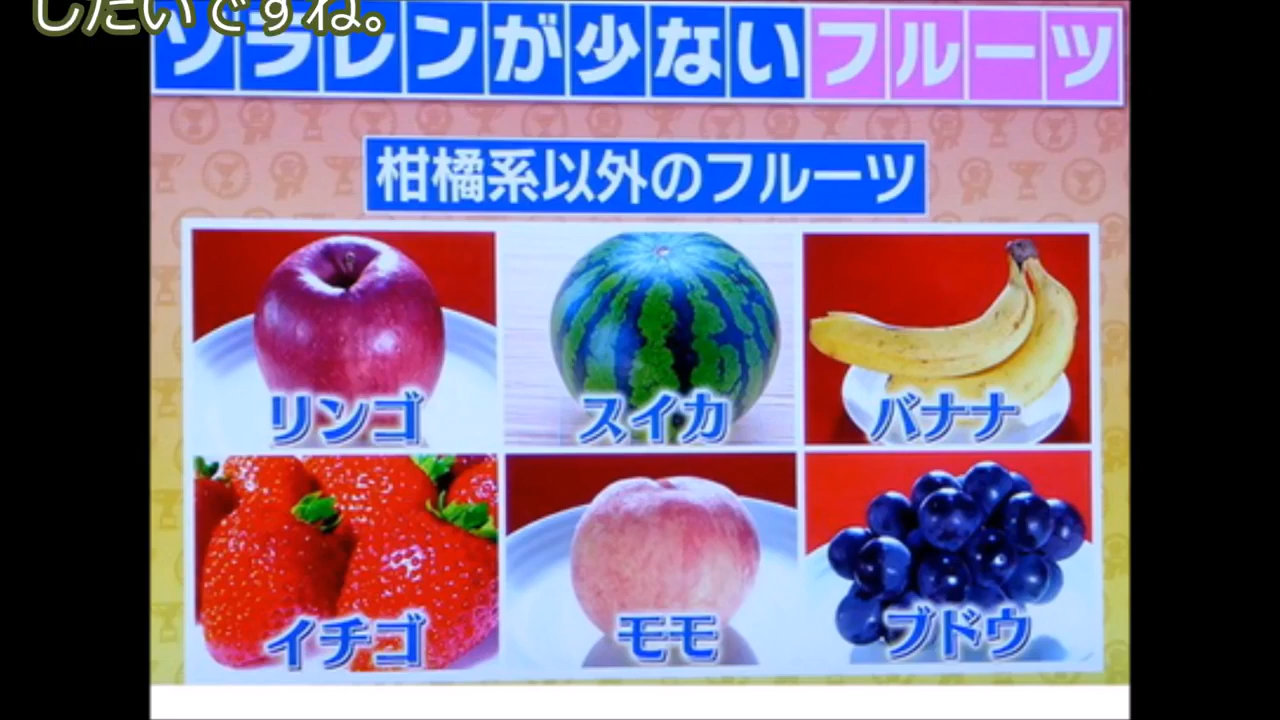 したいですね。
ソラレンが少ないフルーツ
柑橘系以外のフルーツ
リンゴ
スイカ
バナナ
イチゴ
モモ
ブドウ